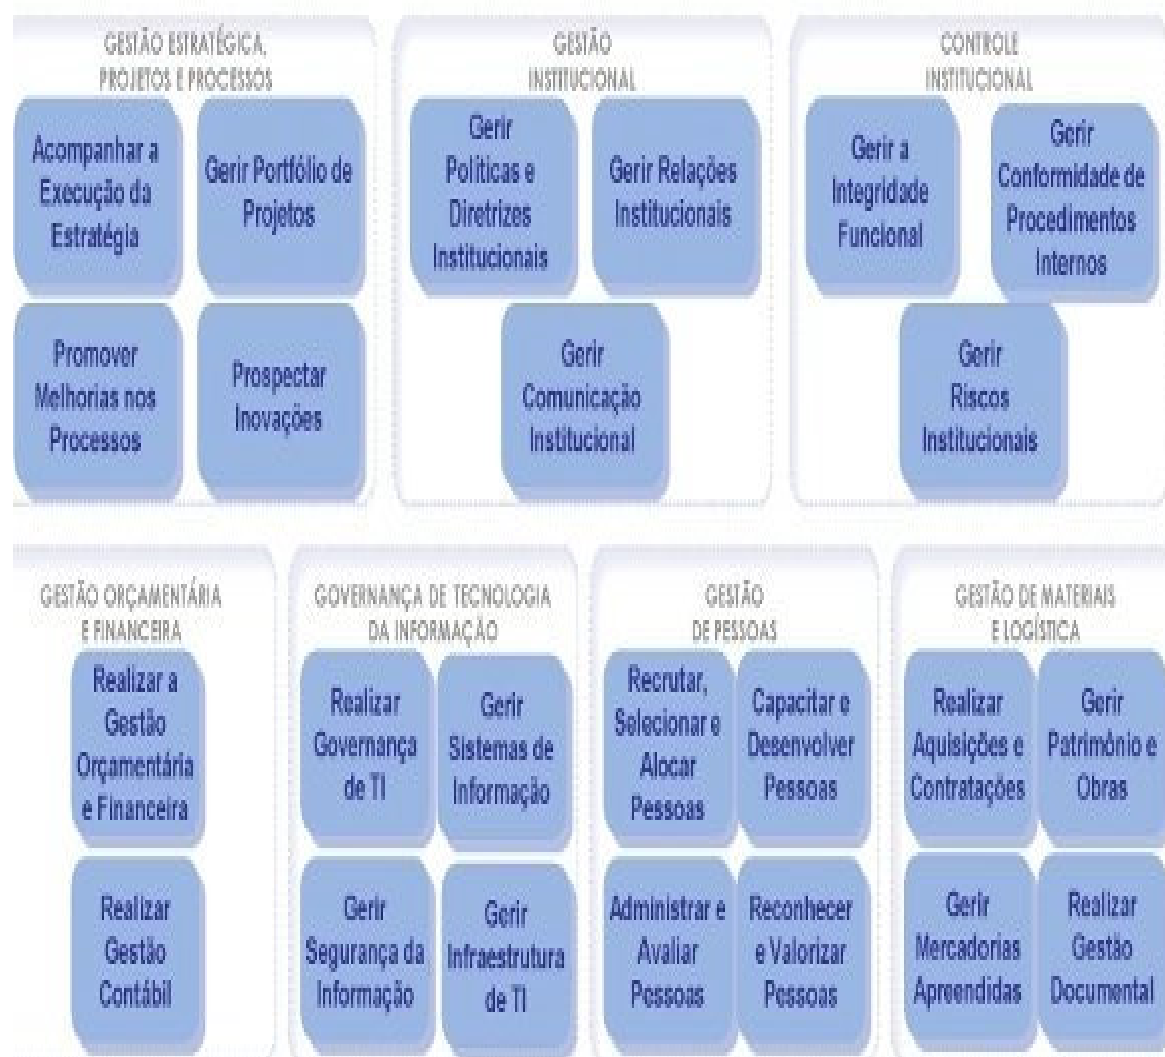 GESTÃO ESTRATÉGICA,
PROJETOS E PROCESSOS
Acompanhar a
Execução da
Estratégia
Gerir Portfólio de
Projetos
Promover
Melhorias nos
Processos
Prospectar
Inovações
GESTÃO
INSTITUCIONAL
Gerir
Políticas e
Diretrizes
Institucionais
Gerir Relações
Institucionais
Gerir
Comunicação
Institucional
CONTROLE
INSTITUCIONAL
Gerir a
Integridade
Funcional
Gerir
Conformidade de
Procedimentos
Internos
Gerir
Riscos
Institucionais
GESTÃO ORÇAMENTÁRIA
E FINANCEIRA
Realizar a
Gestão
Orçamentária
e Financeira
Realizar
Gestão
Contábil
GOVERNANÇA DE TECNOLOGIA
DA INFORMAÇÃO
Realizar
Governança
de TI
Gerir
Sistemas de
Informação
Gerir
Segurança da
Informação
Gerir
Infraestrutura
de TI
GESTÃO
DE PESSOAS
Recrutar,
Selecionar e
Alocar
Pessoas
Capacitar e
Desenvolver
Pessoas
Administrar e
Avaliar
Pessoas
Reconhecer
e Valorizar
Pessoas
GESTÃO DE MATERIAIS
E LOGÍSTICA
Realizar
Aquisições e
Contratações
Gerir
Patrimônio e
Obras
Gerir
Mercadorias
Apreendidas
Realizar
Gestão
Documental